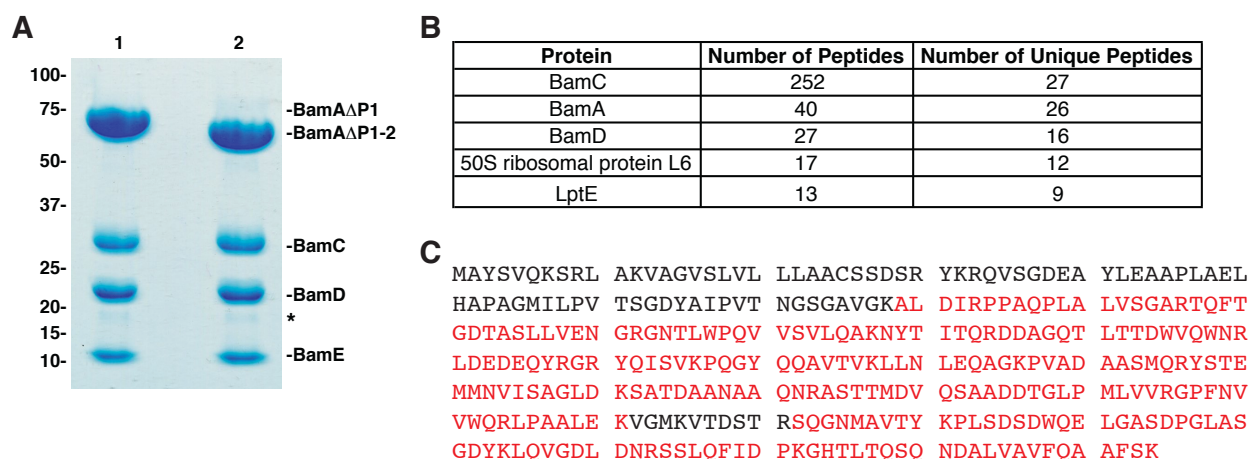 A
1 2
100-
75-
50-
37-
25-
20-
15-
10-
-BamAΔP1
-BamAΔP1-2
-BamC
-BamD
*
-BamE
B
Protein Number of Peptides Number of Unique Peptides
BamC 252 27
BamA 40 26
BamD 27 16
50S ribosomal protein L6 17 12
LptE 13 9
C
MAYSVQKSRL AKVAGVSLVL LLAACSSDSR YKRQVSGDEA YLEAAPLAEL
HAPAGMILPV TSGDYAIPVT NGSGAVGKAL DIRPPAQPLA LVSGARTQFT
GDTASLLVEN GRGNTLWPQV VSVLQAKNYT ITQRDDAGQT LTTDWVQWNR
LDEDEQYRGR YQISVKPQGY QQAVTVKLLN LEQAGKPVAD AASMQRYSTE
MMNVISAGLD KSATDAANAA QNRASTTMDV QSAADDTGLP MLVVRGPFNV
VWQRLPAALE KVGMKVTDST RSQGNMAVTY KPLSDSDWQE LGASDPGLAS
GDYKLQVGDL DNRSSLQFID PKGHTLTQSQ NDALVAVFQA AFSK